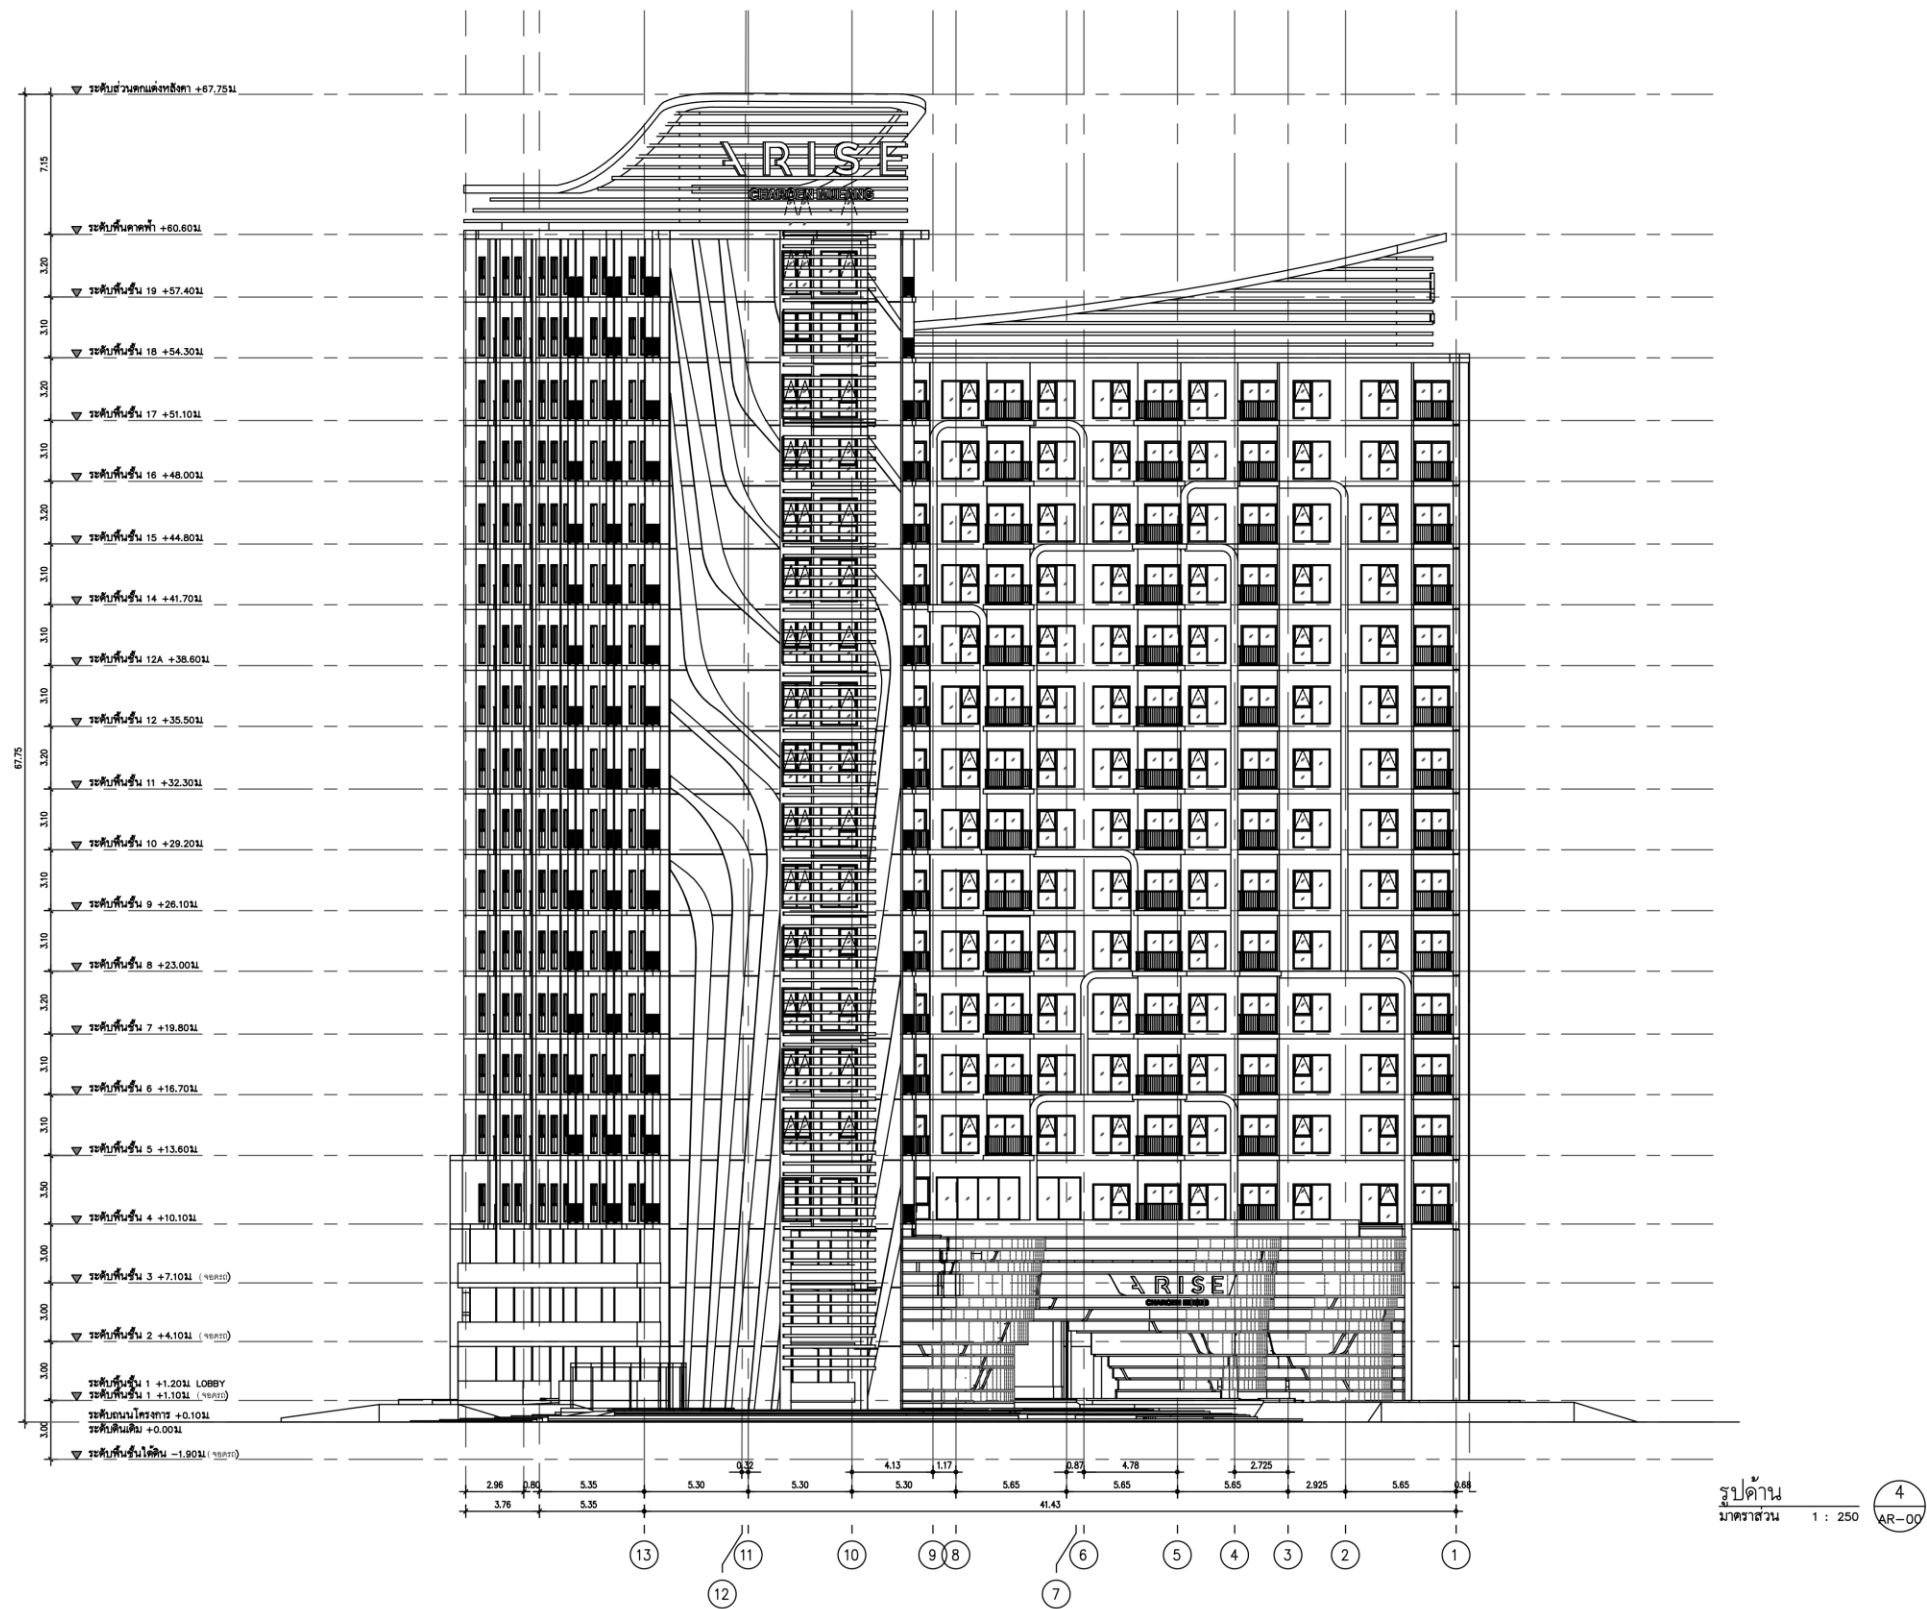 ระดับส่วนตกแต่งหลังคา +67.75ม
ระดับพื้นดาดฟ้า +60.60ม
ระดับพื้นชั้น 19 +57.40ม
ระดับพื้นชั้น 18 +54.30ม
ระดับพื้นชั้น 17 +51.10ม
ระดับพื้นชั้น 16 +48.00ม
ระดับพื้นชั้น 15 +44.80ม
ระดับพื้นชั้น 14 +41.70ม
ระดับพื้นชั้น 12A +38.60ม
ระดับพื้นชั้น 12 +35.50ม
ระดับพื้นชั้น 11 +32.30ม
ระดับพื้นชั้น 10 +29.20ม
ระดับพื้นชั้น 9 +26.10ม
ระดับพื้นชั้น 8 +23.00ม
ระดับพื้นชั้น 7 +19.80ม
ระดับพื้นชั้น 6 +16.70ม
ระดับพื้นชั้น 5 +13.60ม
ระดับพื้นชั้น 4 +10.10ม
ระดับพื้นชั้น 3 +7.10ม (จอดรถ)
ระดับพื้นชั้น 2 +4.10ม (จอดรถ)
ระดับพื้นชั้น 1 +1.20ม LOBBY
ระดับพื้นชั้น 1 +1.10ม (จอดรถ)
ระดับถนนโครงการ +0.10ม
ระดับดินเดิม +0.00ม
ระดับพื้นชั้นใต้ดิน -1.90ม (จอดรถ)
67.75
7.15
3.20
3.10
3.20
3.10
3.20
3.10
3.10
3.10
3.20
3.10
3.10
3.10
3.20
3.10
3.10
3.50
3.00
3.00
3.00
3.00
ARISE
CHAROEN MUEANG
ARISE
0.32 4.13 1.17 0.87 4.78 2.725
2.96 0.80 5.35 5.30 5.30 5.30 5.65 5.65 5.65 2.925 5.65 0.68
3.76 5.35 41.43
13 11 10 9 8 6 5 4 3 2 1
12 7
รูปด้าน
มาตราส่วน 1 : 250
4
AR-00